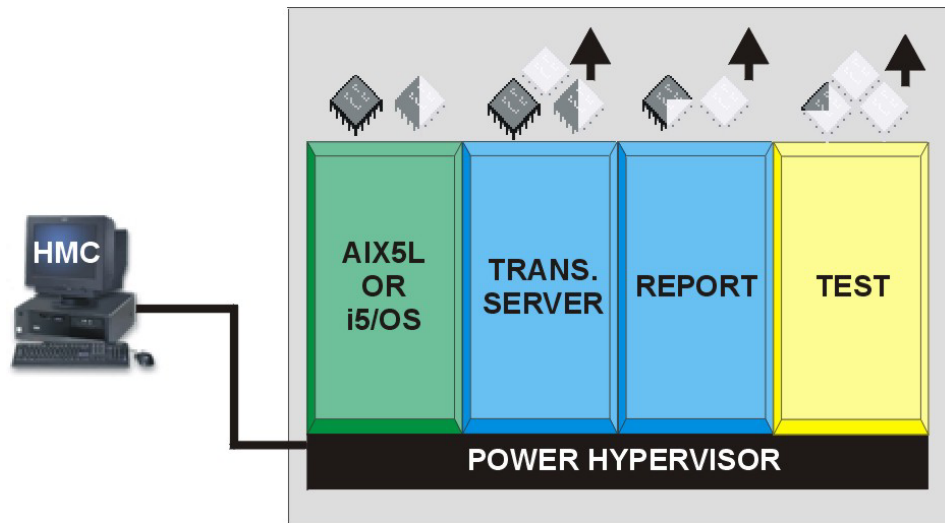 HMC
AIX5L
OR
i5/OS
TRANS.
SERVER
REPORT
TEST
POWER HYPERVISOR